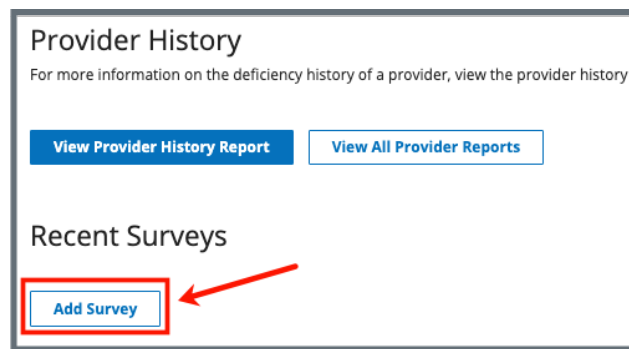 Provider History
For more information on the deficiency history of a provider, view the provider history
View Provider History Report
View All Provider Reports
Recent Surveys
Add Survey